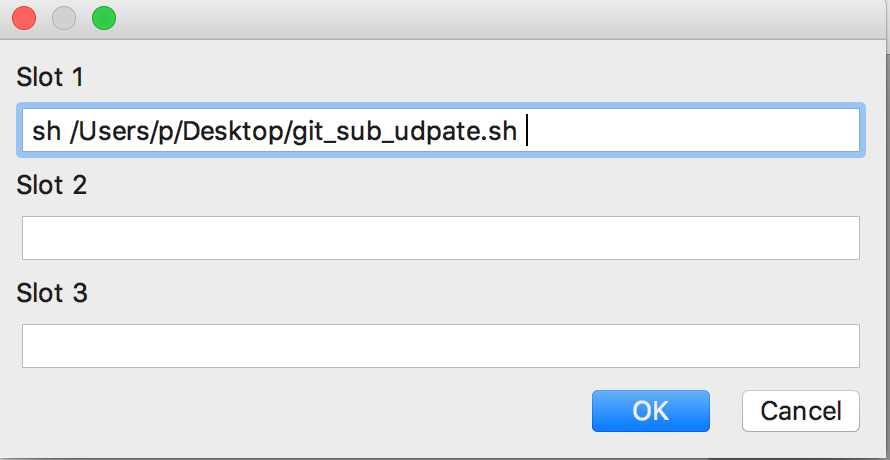 Slot 1
sh /Users/p/Desktop/git_sub_udpate.sh
Slot 2
Slot 3
OK
Cancel